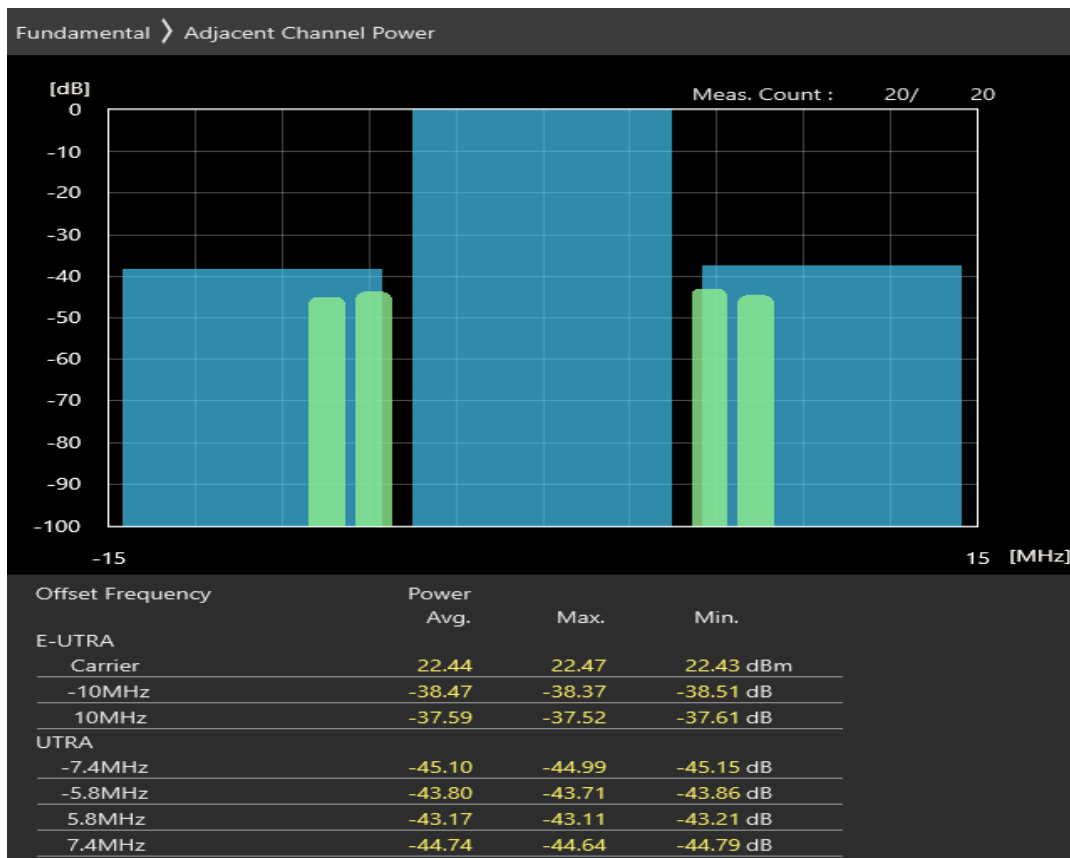 Fundamental 〉 Adjacent Channel Power
[dB]
Meas. Count : 20/ 20
0
-10
-20
-30
-40
-50
-60
-70
-80
-90
-100
-15 15 [MHz]
Offset Frequency Power
Avg. Max. Min.
E-UTRA
Carrier 22.44 22.47 22.43 dBm
-10MHz -38.47 -38.37 -38.51 dB
10MHz -37.59 -37.52 -37.61 dB
UTRA
-7.4MHz -45.10 -44.99 -45.15 dB
-5.8MHz -43.80 -43.71 -43.86 dB
5.8MHz -43.17 -43.11 -43.21 dB
7.4MHz -44.74 -44.64 -44.79 dB